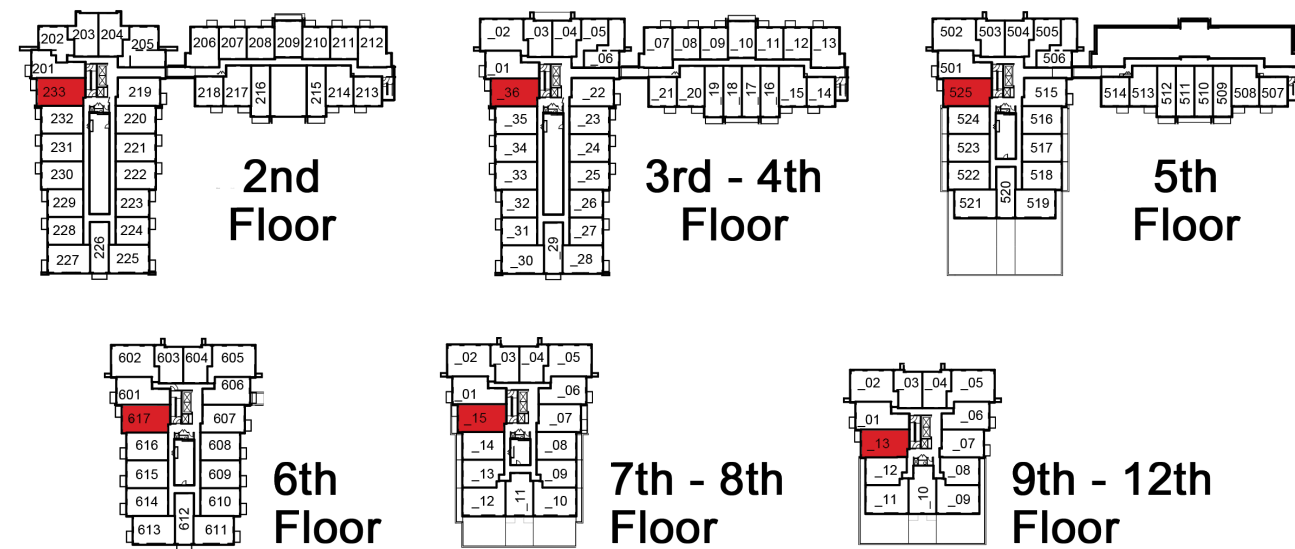 203 204
202 205
201
233 219
232 220
231 221
230 222
229 223
228 224
227 226 225
206 207 208 209 210 211 212
218 217 216 215 214 213
2nd
Floor
_02 _03 _04 _05
_01 _06
_36 _22
_35 _23
_34 _24
_33 _25
_32 _26
_31 _27
_30 29 _28
_07 _08 _09 _10 _11 _12 _13
_21 _20 19 18 17 16 _15 _14
3rd - 4th
Floor
502 503 504 505
501 506
525 515
524 516
523 517
522 518
521 520 519
514 513 512 511 510 509 508 507
5th
Floor
602 603 604 605
601 606
617 607
616 608
615 609
614 610
613 612 611
6th
Floor
_02 _03 _04 _05
_01 _06
_15 _07
_14 _08
_13 _09
_12 _11 _10
7th - 8th
Floor
_02 _03 _04 _05
_01 _06
_13 _07
_12 _08
_11 _10 _09
9th - 12th
Floor